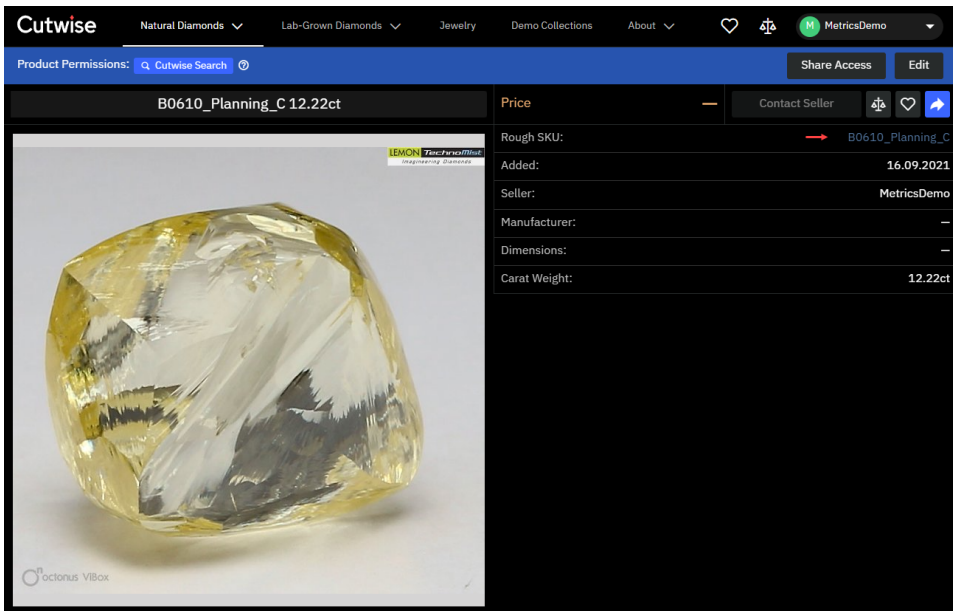 Cutwise
Natural Diamonds
Lab-Grown Diamonds
Jewelry
Demo Collections
About
M
MetricsDemo
Product Permissions:
Cutwise Search
?
Share Access
Edit
B0610_Planning_C 12.22ct
Price
—
Contact Seller
Rough SKU:
B0610_Planning_C
Added:
16.09.2021
Seller:
MetricsDemo
Manufacturer:
—
Dimensions:
—
Carat Weight:
12.22ct
LEMON TechnoMist
Imagineering Diamonds
octonus ViBox